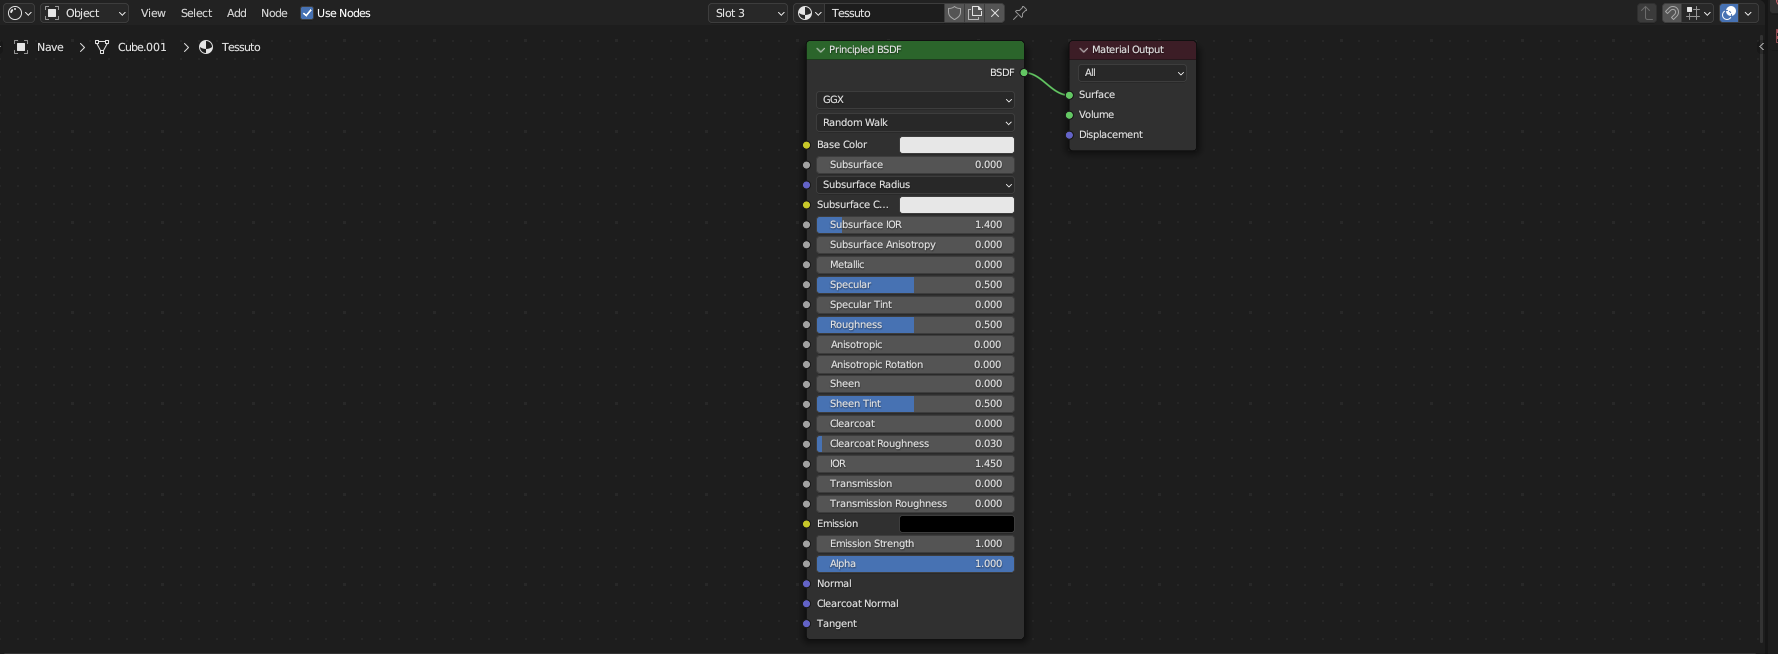 Object View Select Add Node Use Nodes Slot 3 Tessuto
Nave Cube.001 Tessuto
Principled BSDF
BSDF
GGX
Random Walk
Base Color
Subsurface 0.000
Subsurface Radius
Subsurface C...
Subsurface IOR 1.400
Subsurface Anisotropy 0.000
Metallic 0.000
Specular 0.500
Specular Tint 0.000
Roughness 0.500
Anisotropic 0.000
Anisotropic Rotation 0.000
Sheen 0.000
Sheen Tint 0.500
Clearcoat 0.000
Clearcoat Roughness 0.030
IOR 1.450
Transmission 0.000
Transmission Roughness 0.000
Emission
Emission Strength 1.000
Alpha 1.000
Normal
Clearcoat Normal
Tangent
Material Output
All
Surface
Volume
Displacement